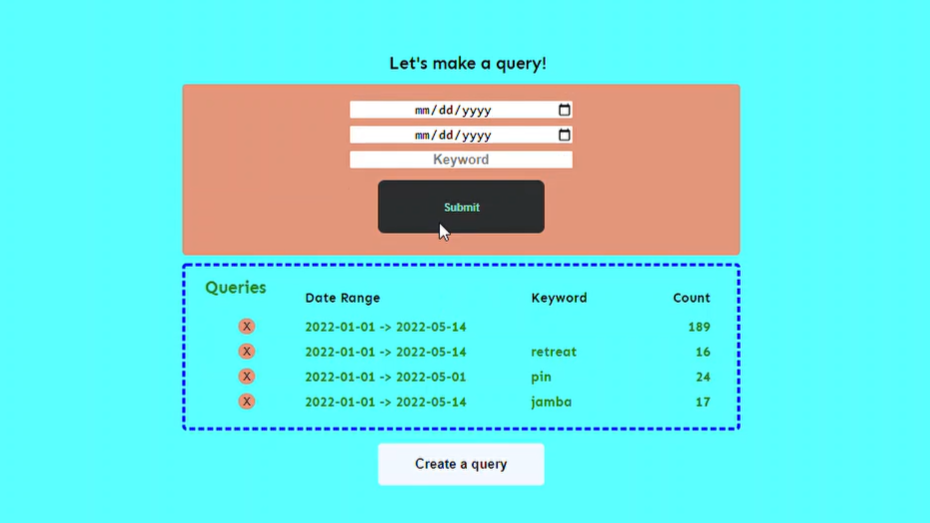 Let's make a query!
mm/dd/yyyy
mm/dd/yyyy
Keyword
Submit
Queries
Date Range Keyword Count
X 2022-01-01 -> 2022-05-14 189
X 2022-01-01 -> 2022-05-14 retreat 16
X 2022-01-01 -> 2022-05-01 pin 24
X 2022-01-01 -> 2022-05-14 jamba 17
Create a query